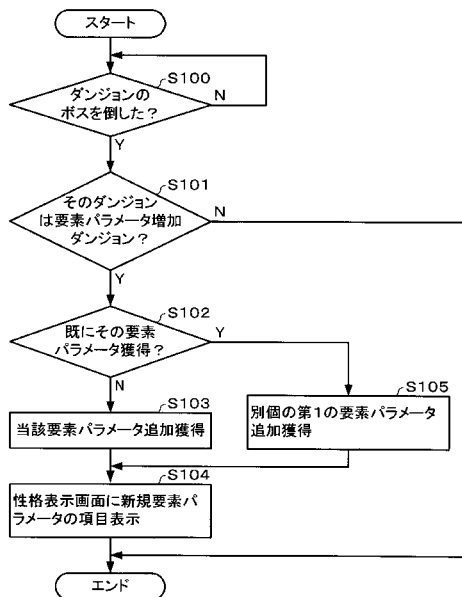 スタート
S100
ダンジョンの
ボスを倒した?
N
Y
S101
そのダンジョン
は要素パラメータ増加
ダンジョン?
N
Y
S102
既にその要素
パラメータ獲得?
Y
N
S103
当該要素パラメータ追加獲得
S105
別個の第1の要素パラメータ
追加獲得
S104
性格表示画面に新規要素パ
ラメータの項目表示
エンド